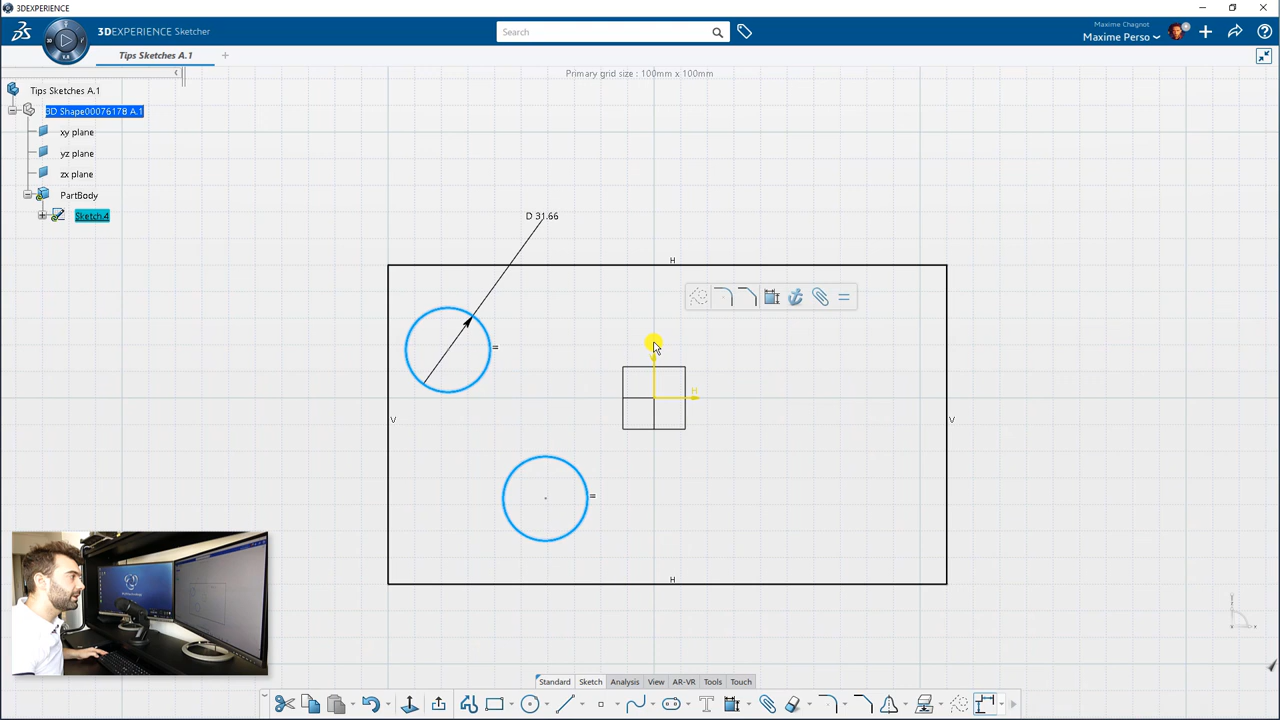 3DEXPERIENCE
3DEXPERIENCE Sketcher
Search
Maxime Chagnot
Maxime Perso
Tips Sketches A.1
Primary grid size : 100mm x 100mm
Tips Sketches A.1
3D Shape00076178 A.1
xy plane
yz plane
zx plane
PartBody
Sketch.4
D 31.66
H
=
V
H
V
=
H
Standard
Sketch
Analysis
View
AR-VR
Tools
Touch